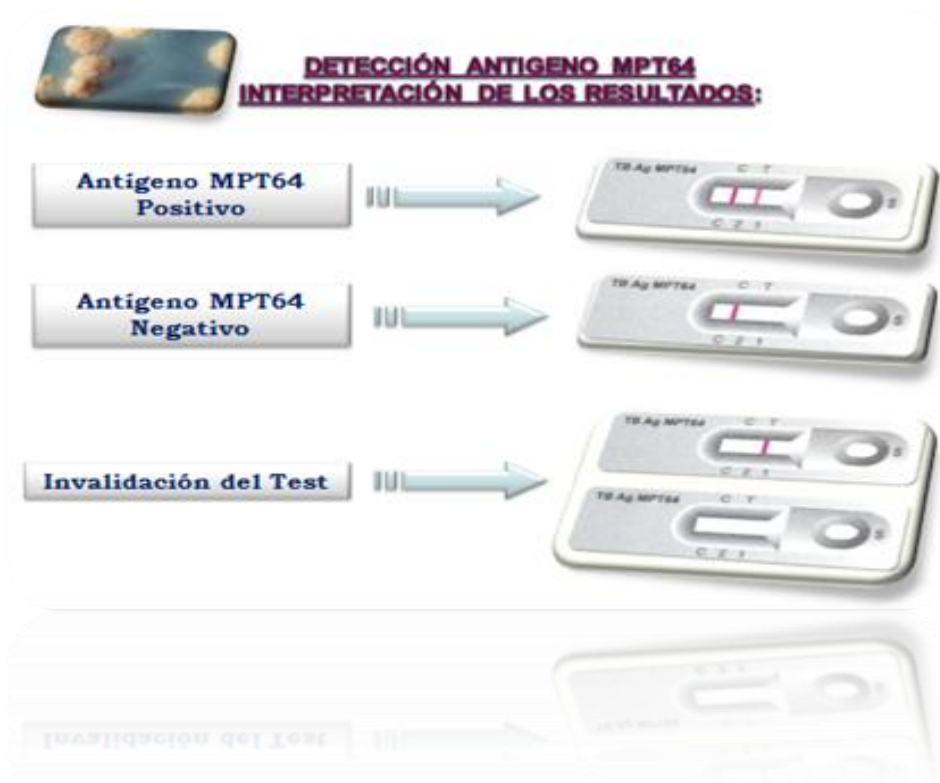 DETECCIÓN ANTIGENO MPT64
INTERPRETACIÓN DE LOS RESULTADOS:
Antígeno MPT64
Positivo
TB Ag MPT64
C T
S
C 2 1
Antígeno MPT64
Negativo
TB Ag MPT64
C T
S
C 2 1
Invalidación del Test
TB Ag MPT64
C T
S
C 2 1
TB Ag MPT64
C T
S
C 2 1